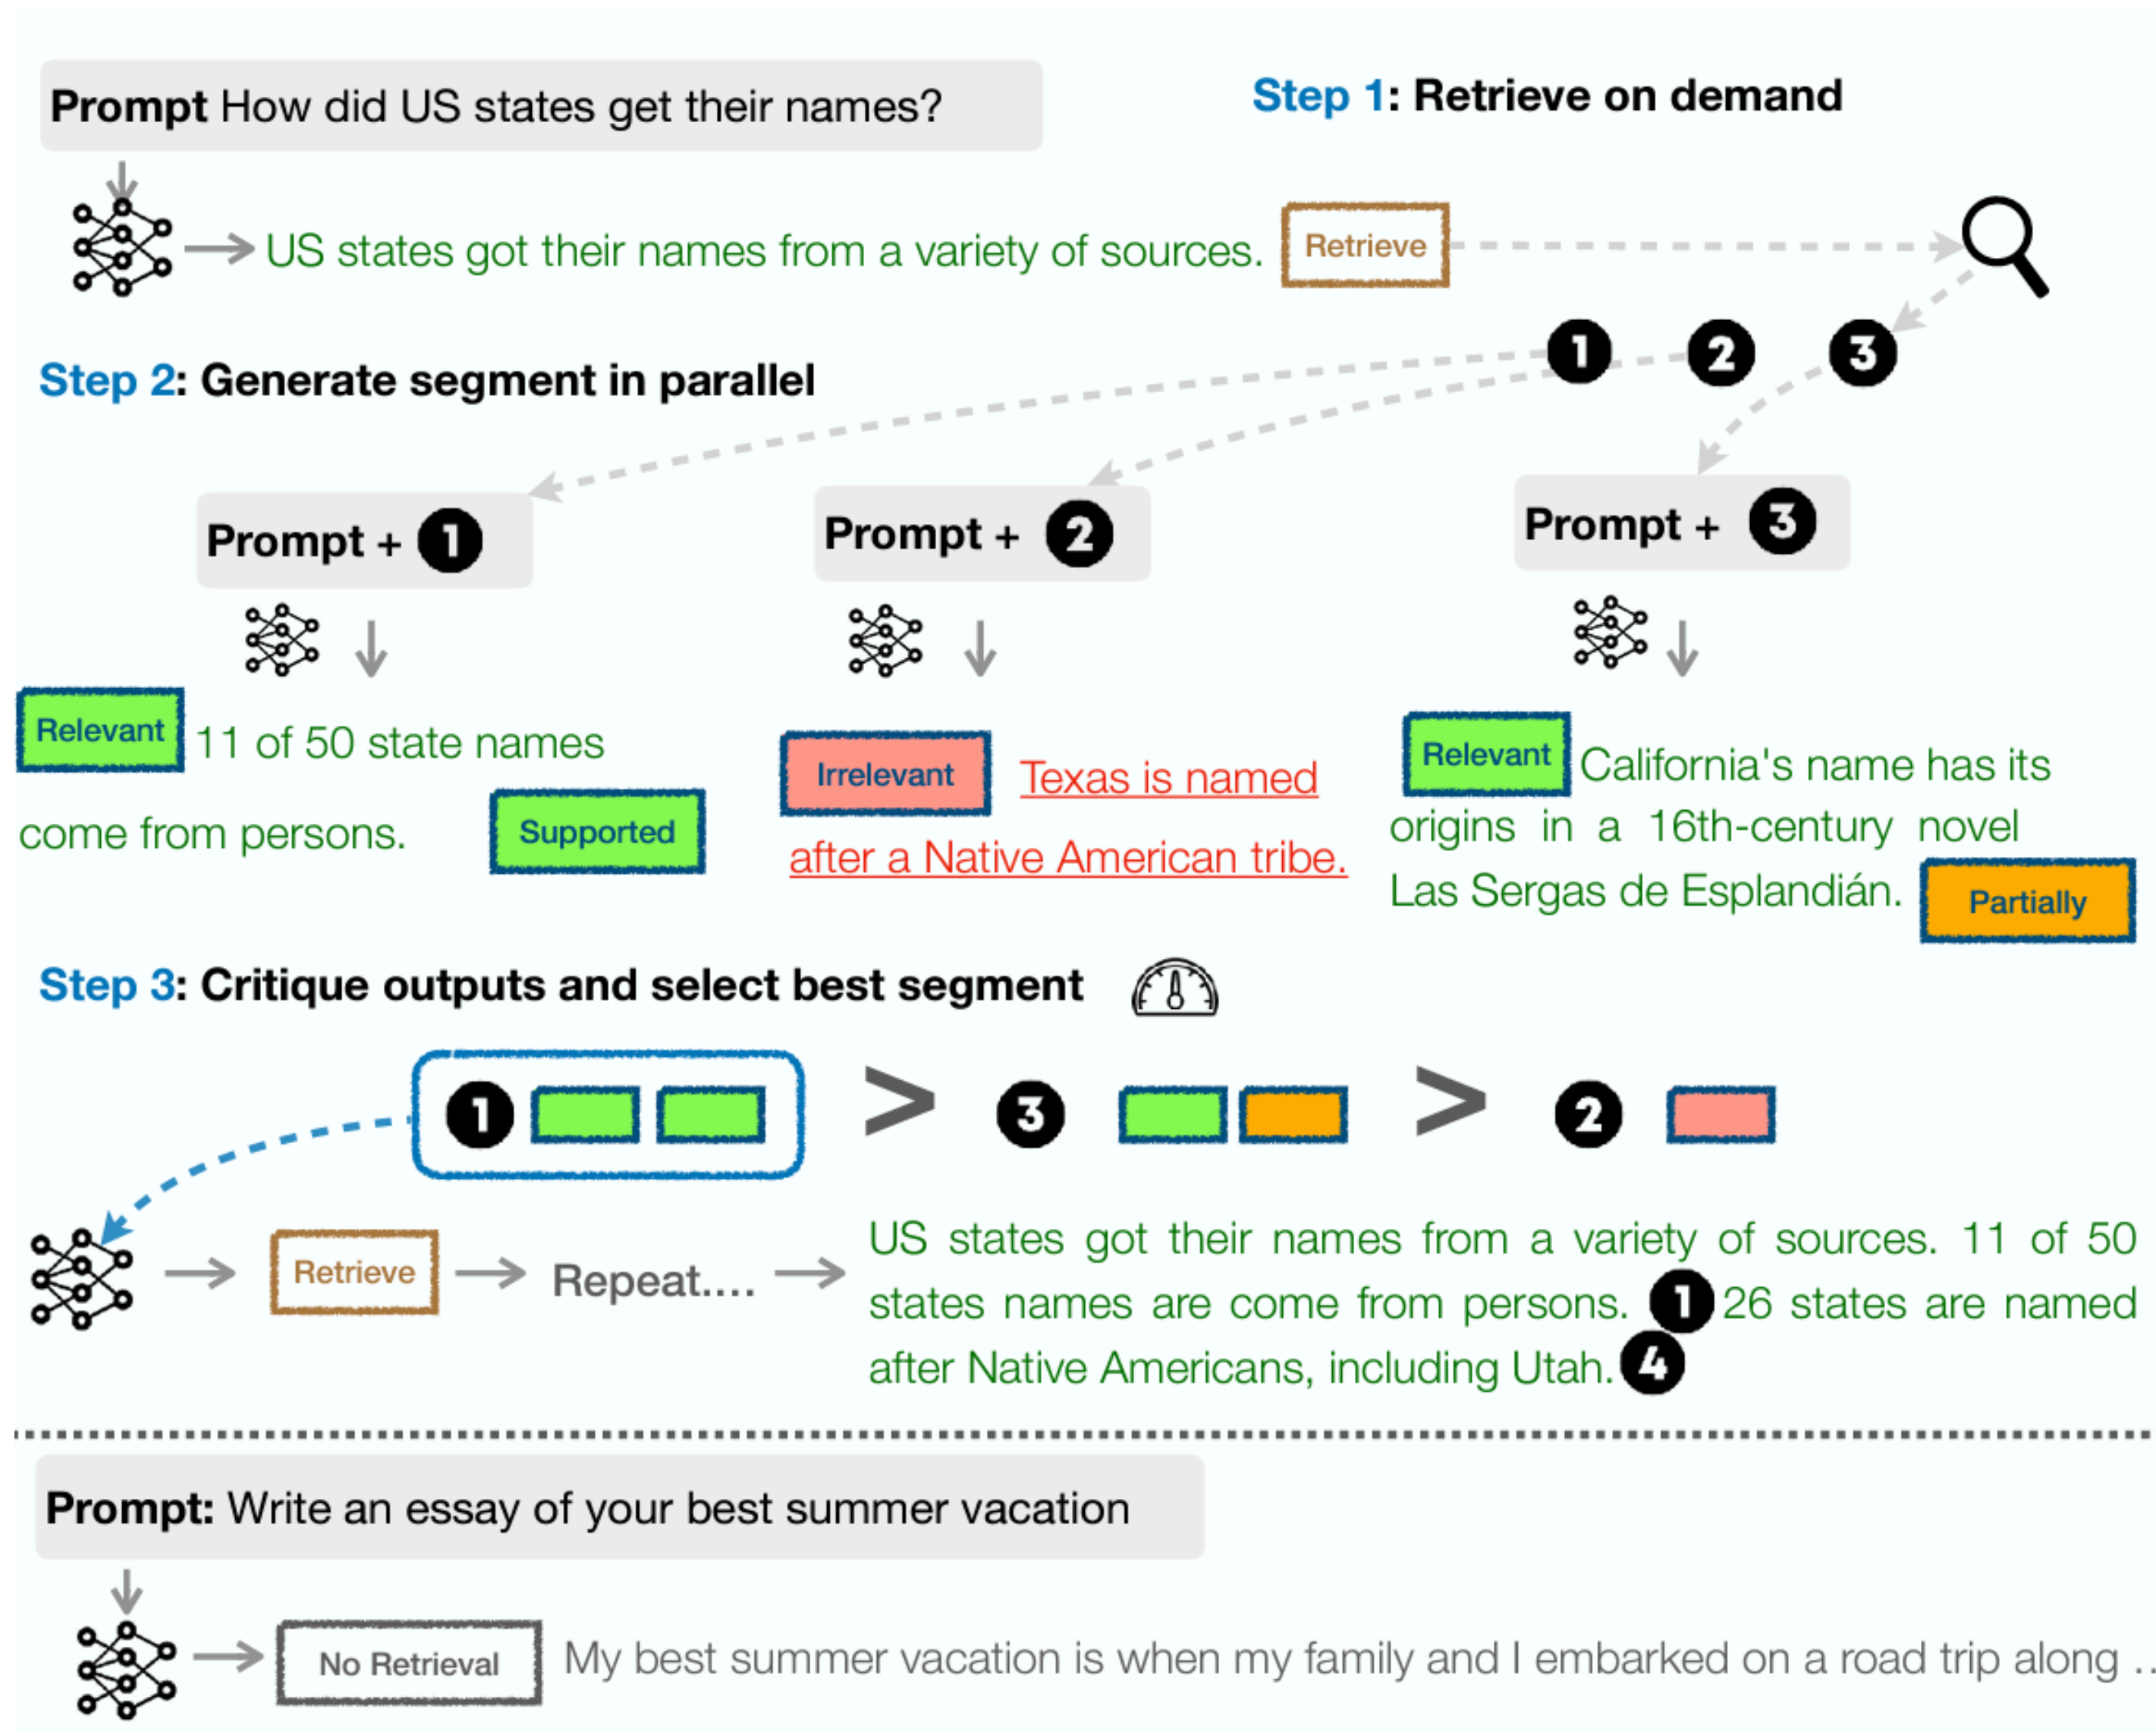 Prompt How did US states get their names?
Step 1: Retrieve on demand
US states got their names from a variety of sources. Retrieve
1 2 3
Step 2: Generate segment in parallel
Prompt + 1
Prompt + 2
Prompt + 3
Relevant 11 of 50 state names
come from persons. Supported
Irrelevant Texas is named
after a Native American tribe.
Relevant California's name has its
origins in a 16th-century novel
Las Sergas de Esplandián. Partially
Step 3: Critique outputs and select best segment
1 > 3 > 2
Retrieve Repeat....
US states got their names from a variety of sources. 11 of 50
states names are come from persons. 1 26 states are named
after Native Americans, including Utah. 4
Prompt: Write an essay of your best summer vacation
No Retrieval My best summer vacation is when my family and I embarked on a road trip along ..